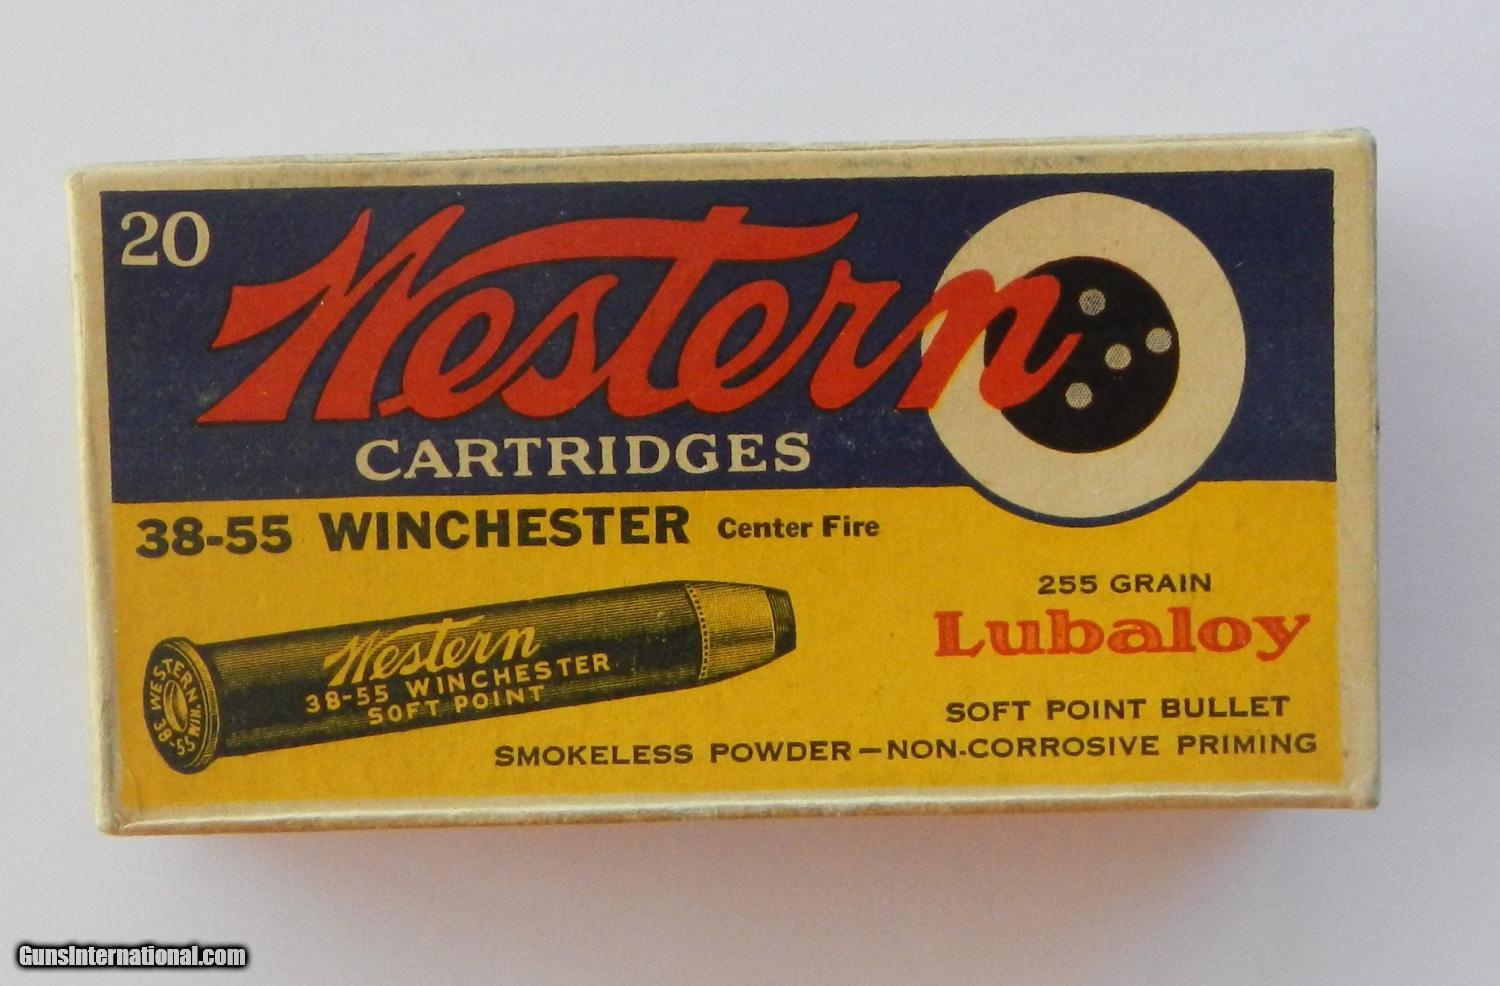 20
Western
CARTRIDGES
38-55 WINCHESTER Center Fire
255 GRAIN
Lubaloy
Western
38-55 WINCHESTER
SOFT POINT
WESTERN
38-55 WIN.
SOFT POINT BULLET
SMOKELESS POWDER—NON-CORROSIVE PRIMING
GunsInternational.com